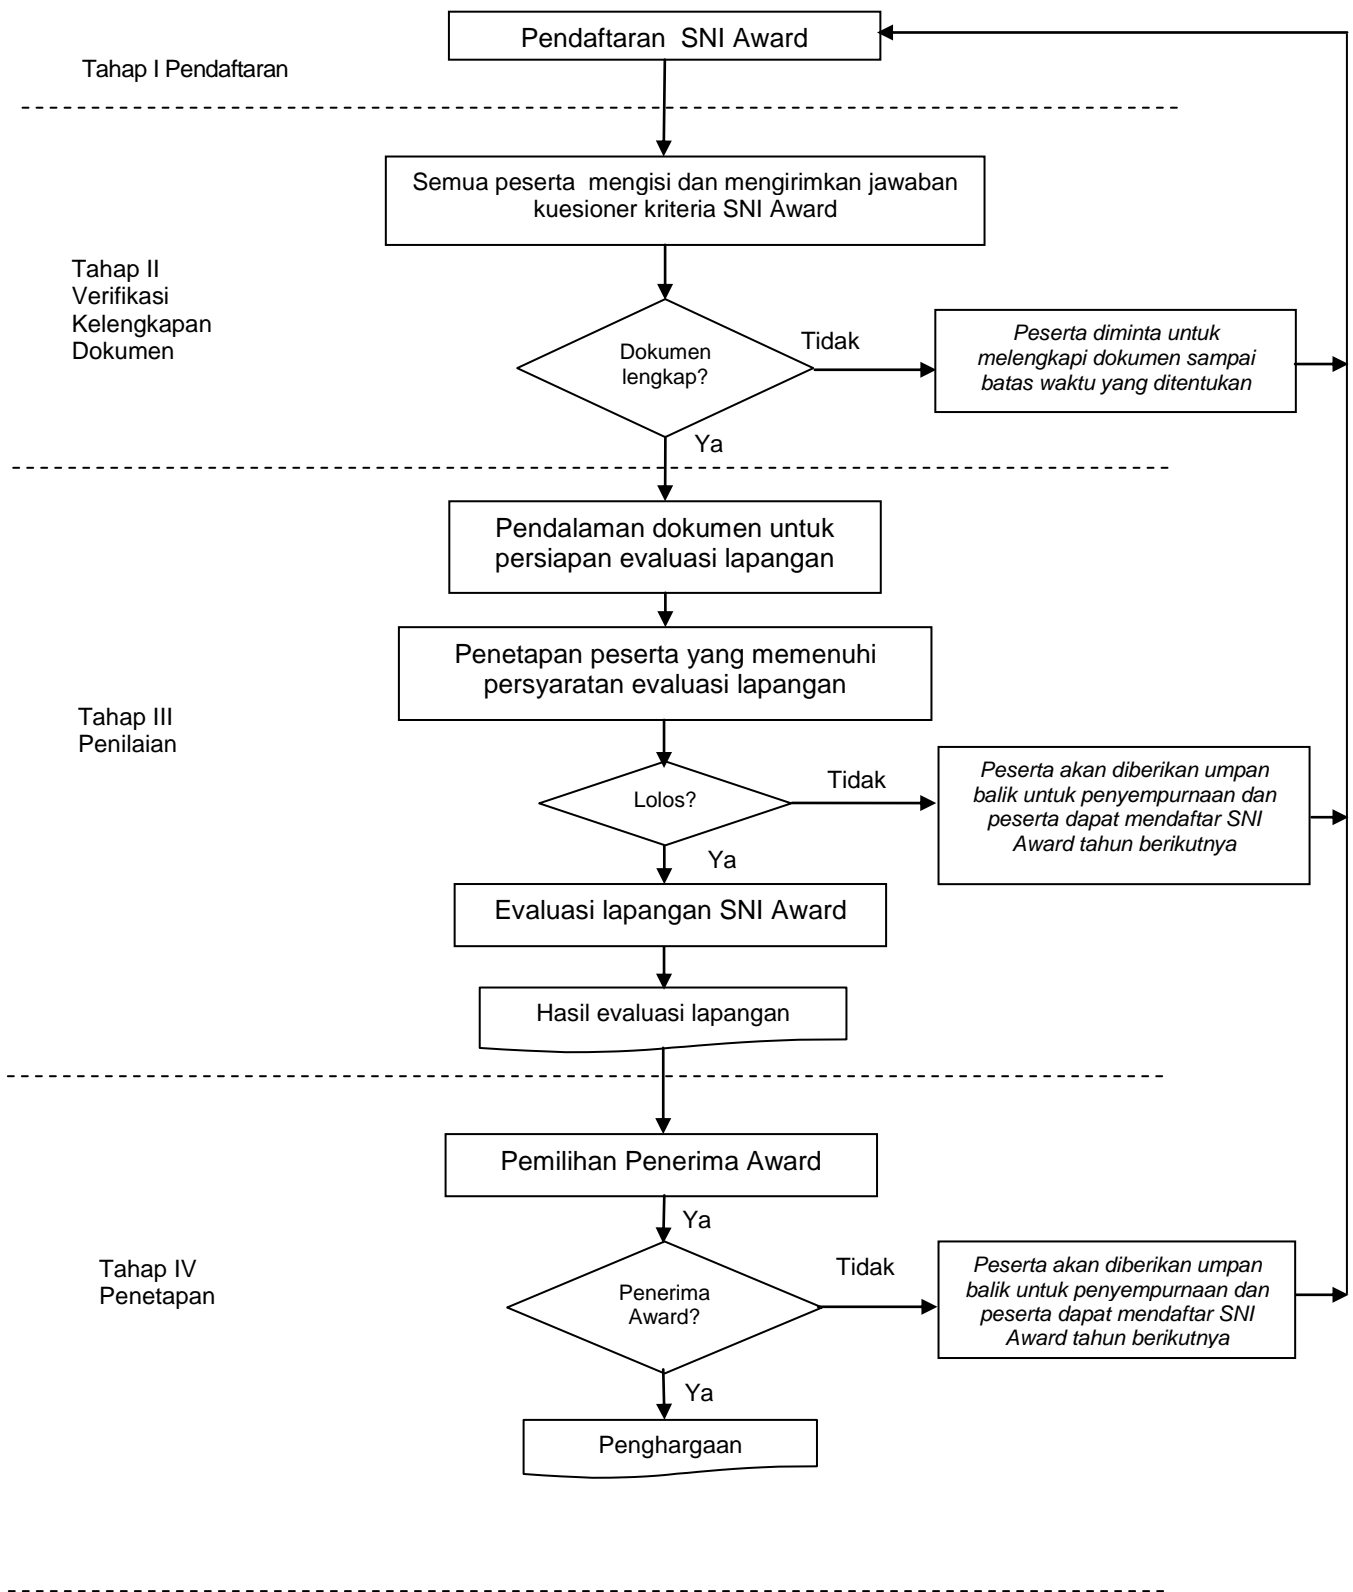 Pendaftaran  SNI Award
Tahap I Pendaftaran
Semua peserta  mengisi dan mengirimkan jawaban
kuesioner kriteria SNI Award
Tahap II
Verifikasi
Kelengkapan
Dokumen
Dokumen
lengkap?
Tidak
Peserta diminta untuk
melengkapi dokumen sampai
batas waktu yang ditentukan
Ya
Pendalaman dokumen untuk
persiapan evaluasi lapangan
Penetapan peserta yang memenuhi
persyaratan evaluasi lapangan
Tahap III
Penilaian
Lolos?
Tidak
Peserta akan diberikan umpan
balik untuk penyempurnaan dan
peserta dapat mendaftar SNI
Award tahun berikutnya
Ya
Evaluasi lapangan SNI Award
Hasil evaluasi lapangan
Pemilihan Penerima Award
Ya
Tahap IV
Penetapan
Penerima
Award?
Tidak
Peserta akan diberikan umpan
balik untuk penyempurnaan dan
peserta dapat mendaftar SNI
Award tahun berikutnya
Ya
Penghargaan